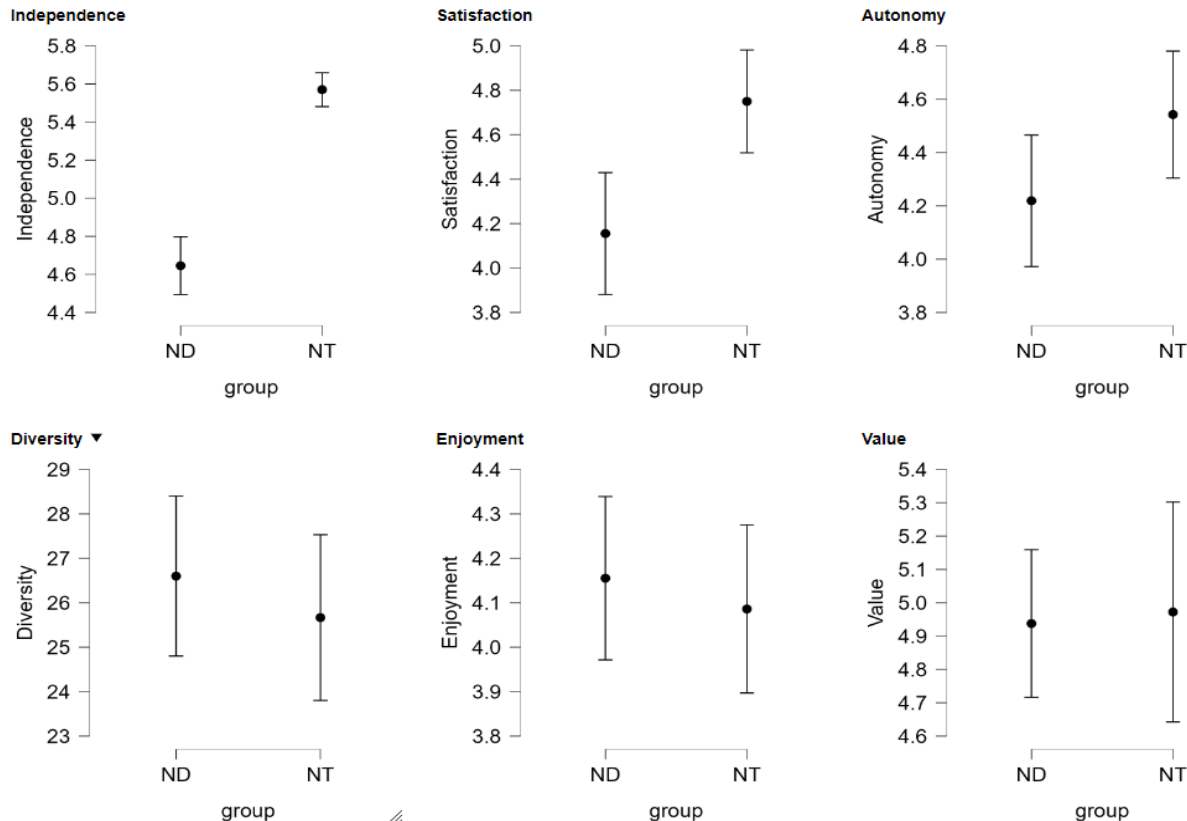 Independence
5.8
5.6
5.4
5.2
5.0
4.8
4.6
4.4
Independence
ND NT
group
Satisfaction
5.0
4.8
4.6
4.4
4.2
4.0
3.8
Satisfaction
ND NT
group
Autonomy
4.8
4.6
4.4
4.2
4.0
3.8
Autonomy
ND NT
group
Diversity ▼
29
28
27
26
25
24
23
Diversity
ND NT
group
Enjoyment
4.4
4.3
4.2
4.1
4.0
3.9
3.8
Enjoyment
ND NT
group
Value
5.4
5.3
5.2
5.1
5.0
4.9
4.8
4.7
4.6
Value
ND NT
group